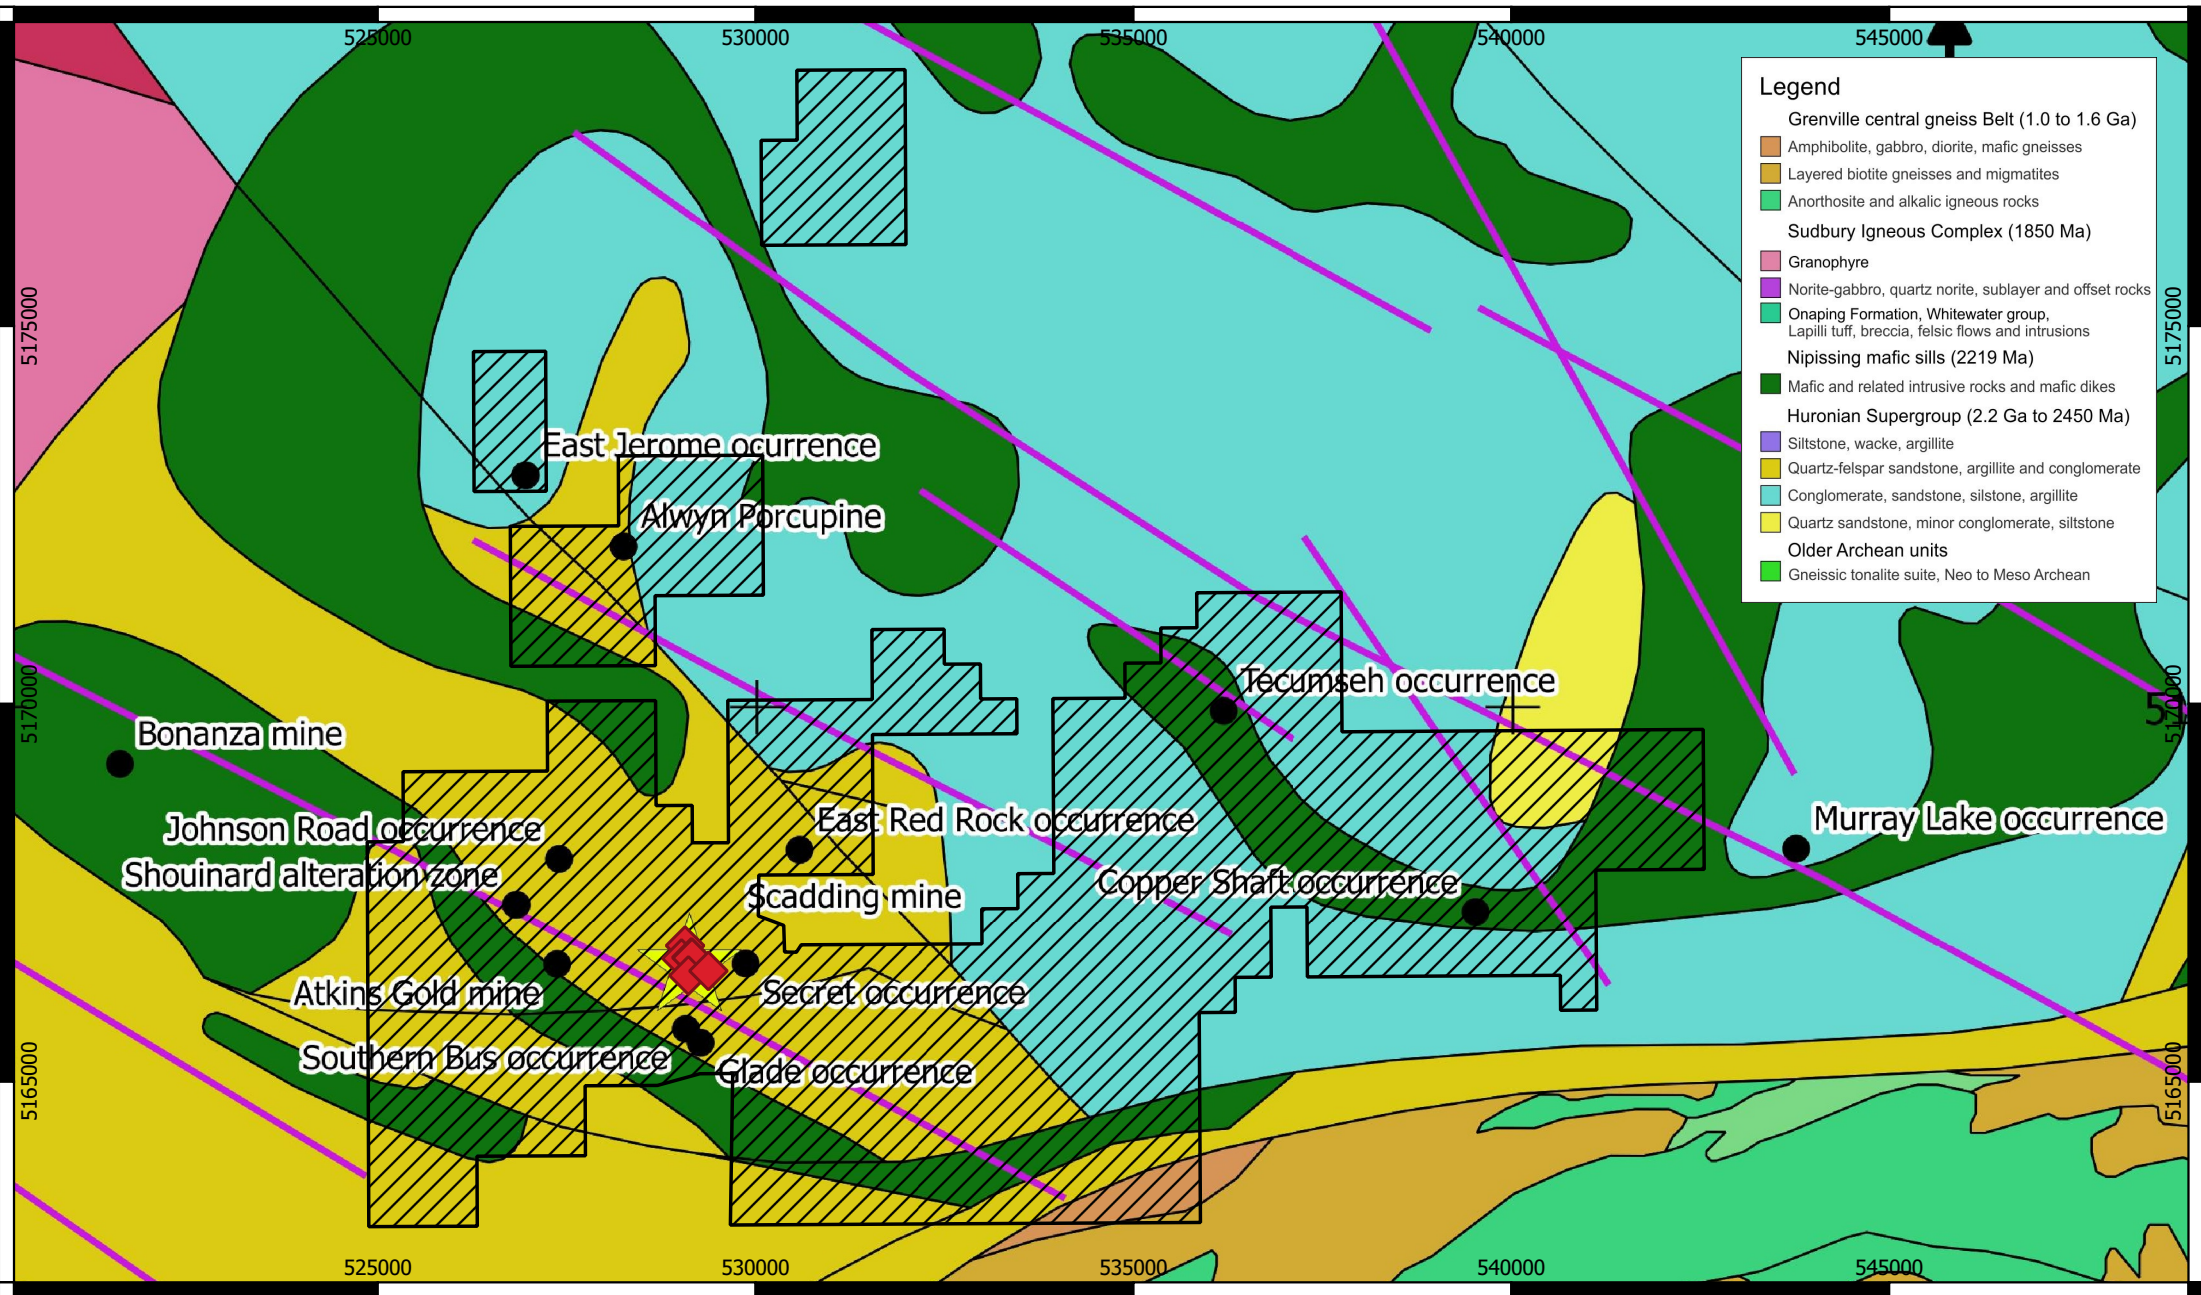 525000
530000
535000
540000
545000
Legend
Grenville central gneiss Belt (1.0 to 1.6 Ga)
Amphibolite, gabbro, diorite, mafic gneisses
Layered biotite gneisses and migmatites
Anorthosite and alkalic igneous rocks
Sudbury Igneous Complex (1850 Ma)
Granophyre
Norite-gabbro, quartz norite, sublayer and offset rocks
Onaping Formation, Whitewater group,
Lapilli tuff, breccia, felsic flows and intrusions
Nipissing mafic sills (2219 Ma)
Mafic and related intrusive rocks and mafic dikes
Huronian Supergroup (2.2 Ga to 2450 Ma)
Siltstone, wacke, argillite
Quartz-felspar sandstone, argillite and conglomerate
Conglomerate, sandstone, silstone, argillite
Quartz sandstone, minor conglomerate, siltstone
Older Archean units
Gneissic tonalite suite, Neo to Meso Archean
5175000
5175000
East Jerome ocurrence
Alwyn Porcupine
5170000
5170000
51
Tecumseh occurrence
Bonanza mine
Johnson Road occurrence
East Red Rock occurrence
Murray Lake occurrence
Shouinard alteration zone
Scadding mine
Copper Shaft occurrence
Atkins Gold mine
Secret occurrence
Southern Bus occurrence
Glade occurrence
5165000
5165000
525000
530000
535000
540000
545000